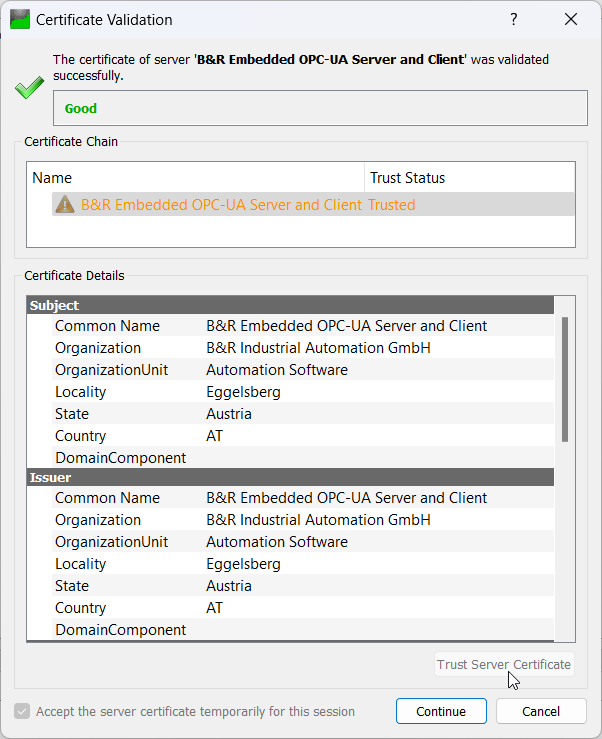 Certificate Validation
?
The certificate of server 'B&R Embedded OPC-UA Server and Client' was validated
successfully.
Good
Certificate Chain
Name Trust Status
B&R Embedded OPC-UA Server and Client Trusted
Certificate Details
Subject
Common Name B&R Embedded OPC-UA Server and Client
Organization B&R Industrial Automation GmbH
OrganizationUnit Automation Software
Locality Eggelsberg
State Austria
Country AT
DomainComponent
Issuer
Common Name B&R Embedded OPC-UA Server and Client
Organization B&R Industrial Automation GmbH
OrganizationUnit Automation Software
Locality Eggelsberg
State Austria
Country AT
DomainComponent
Trust Server Certificate
Accept the server certificate temporarily for this session
Continue
Cancel